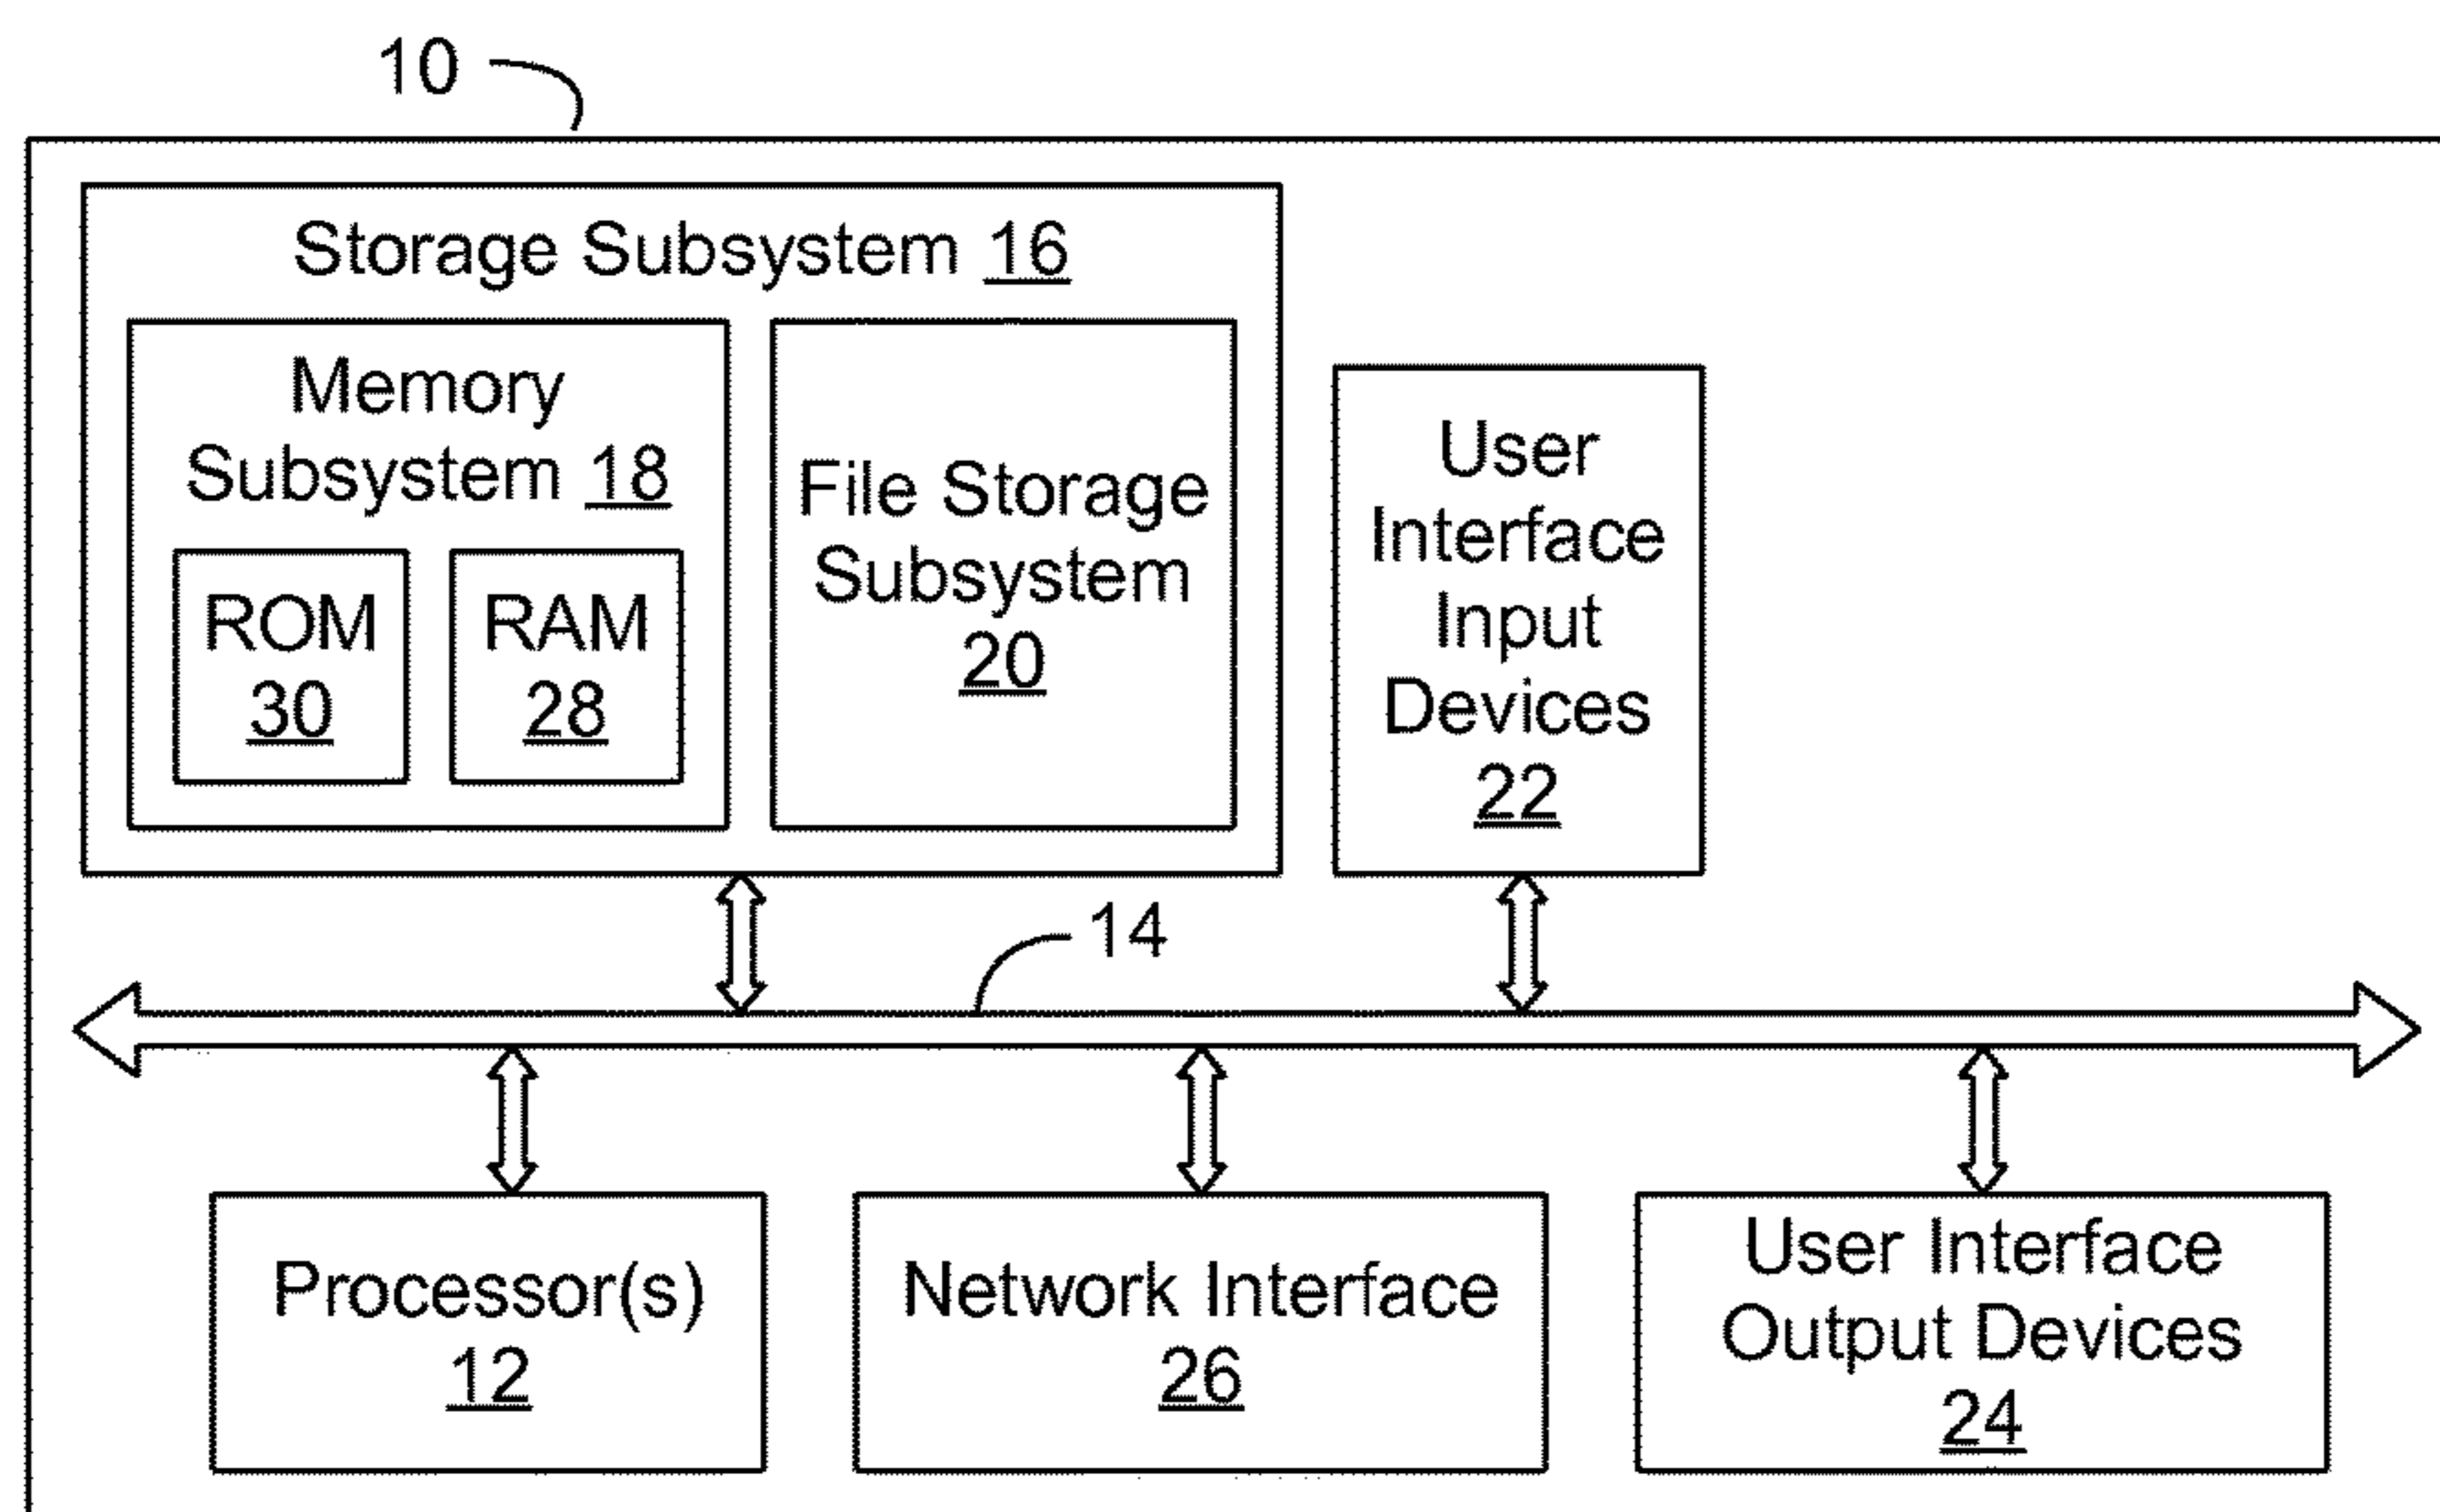 10
Storage Subsystem 16
Memory
Subsystem 18
ROM
30
RAM
28
File Storage
Subsystem
20
User
Interface
Input
Devices
22
14
Processor(s)
12
Network Interface
26
User Interface
Output Devices
24